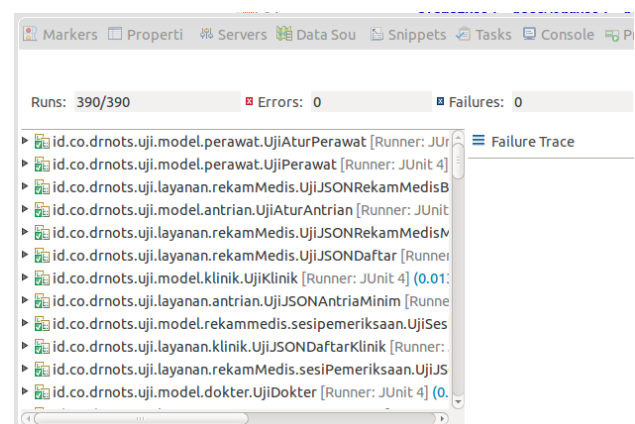 Markers Properti Servers Data Sou Snippets Tasks Console Pr
Runs: 390/390 Errors: 0 Failures: 0
id.co.drnots.uji.model.perawat.UjiAturPerawat [Runner: JUr
Failure Trace
id.co.drnots.uji.model.perawat.UjiPerawat [Runner: JUnit 4]
id.co.drnots.uji.layanan.rekamMedis.UjiJSONRekamMedisB
id.co.drnots.uji.model.antrian.UjiAturAntrian [Runner: JUnit
id.co.drnots.uji.layanan.rekamMedis.UjiJSONRekamMedisM
id.co.drnots.uji.layanan.rekamMedis.UjiJSONDaftar [Runner
id.co.drnots.uji.model.klinik.UjiKlinik [Runner: JUnit 4] (0.013
id.co.drnots.uji.layanan.antrian.UjiJSONAntriaMinim [Runne
id.co.drnots.uji.model.rekammedis.sesipemeriksaan.UjiSes
id.co.drnots.uji.layanan.klinik.UjiJSONDaftarKlinik [Runner:
id.co.drnots.uji.layanan.rekamMedis.sesiPemeriksaan.UjiJS
id.co.drnots.uji.model.dokter.UjiDokter [Runner: JUnit 4] (0.